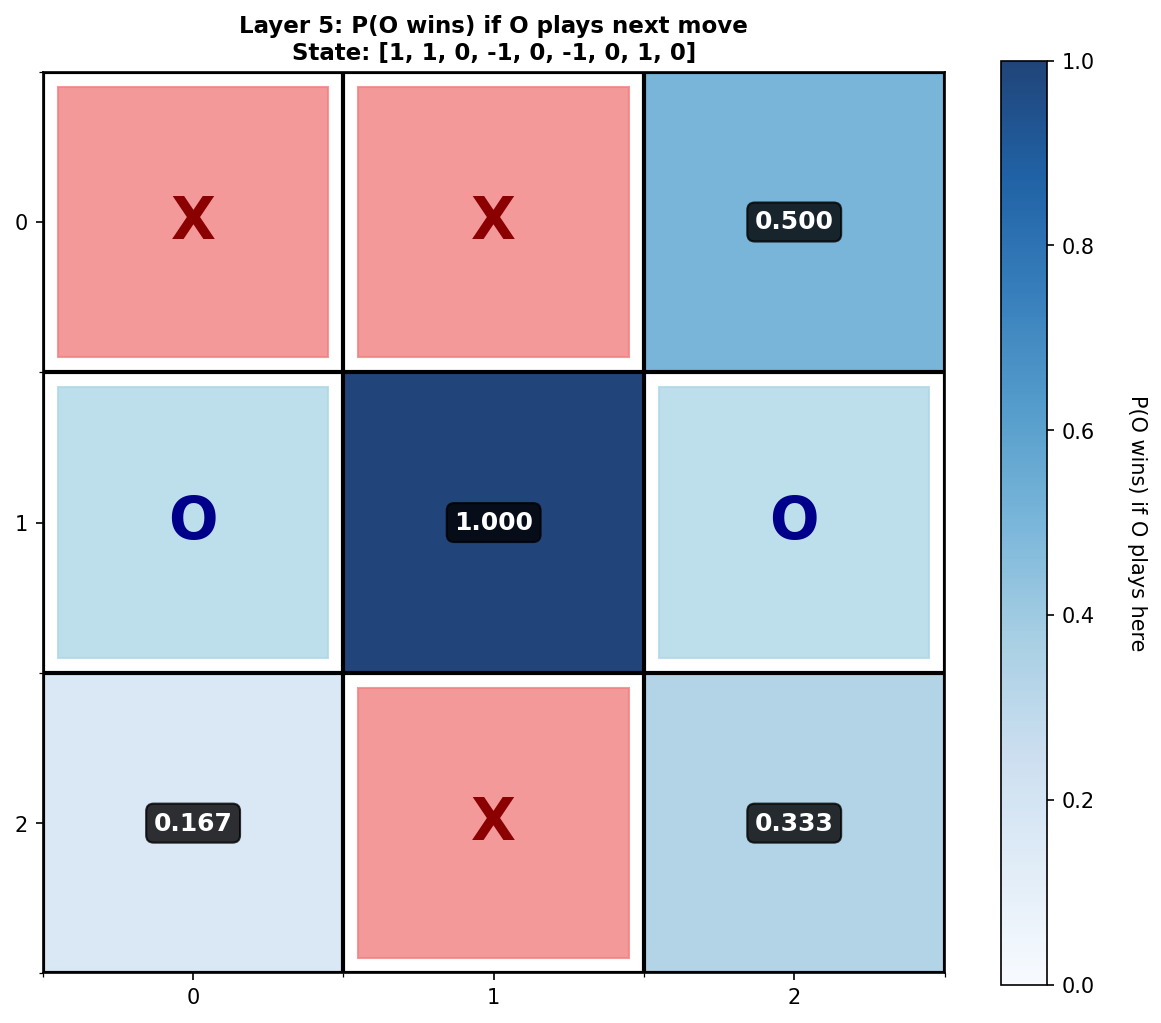 Layer 5: P(O wins) if O plays next move
State: [1, 1, 0, -1, 0, -1, 0, 1, 0]
X X 0.500
O 1.000 O
0.167 X 0.333
0
1
2
0 1 2
1.0
0.8
0.6
0.4
0.2
0.0
P(O wins) if O plays here